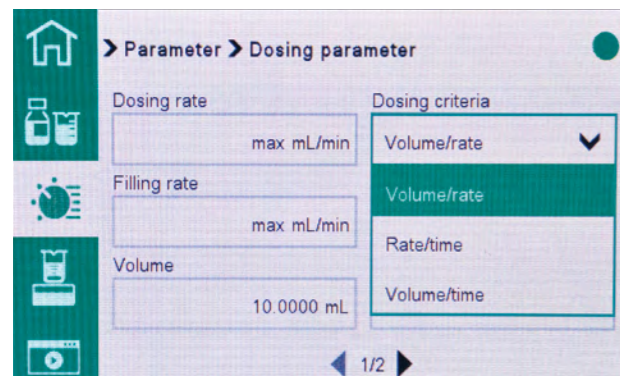 Parameter Dosing parameter
Dosing rate
max mL/min
Filling rate
max mL/min
Volume
10.0000 mL
Dosing criteria
Volume/rate
Volume/rate
Rate/time
Volume/time
1/2